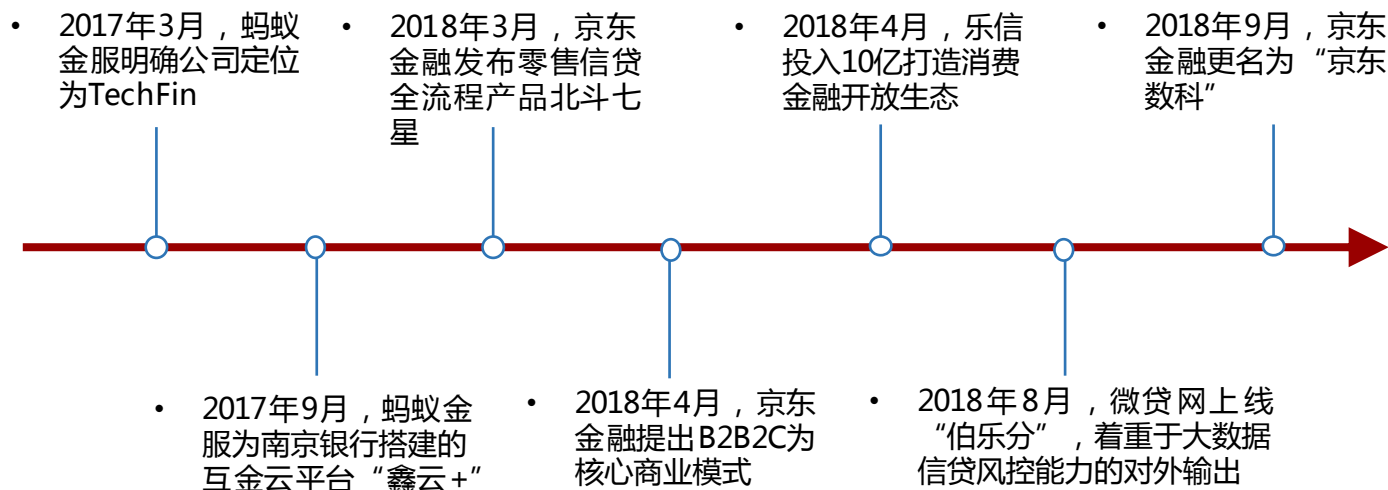 • 2017年3月，蚂蚁
金服明确公司定位
为TechFin
• 2018年3月，京东
金融发布零售信贷
全流程产品北斗七
星
• 2018年4月，乐信
投入10亿打造消费
金融开放生态
• 2018年9月，京东
金融更名为“京东
数科”
• 2017年9月，蚂蚁金
服为南京银行搭建的
互金云平台“鑫云+”
• 2018年4月，京东
金融提出B2B2C为
核心商业模式
• 2018年8月，微贷网上线
“伯乐分”，着重于大数据
信贷风控能力的对外输出